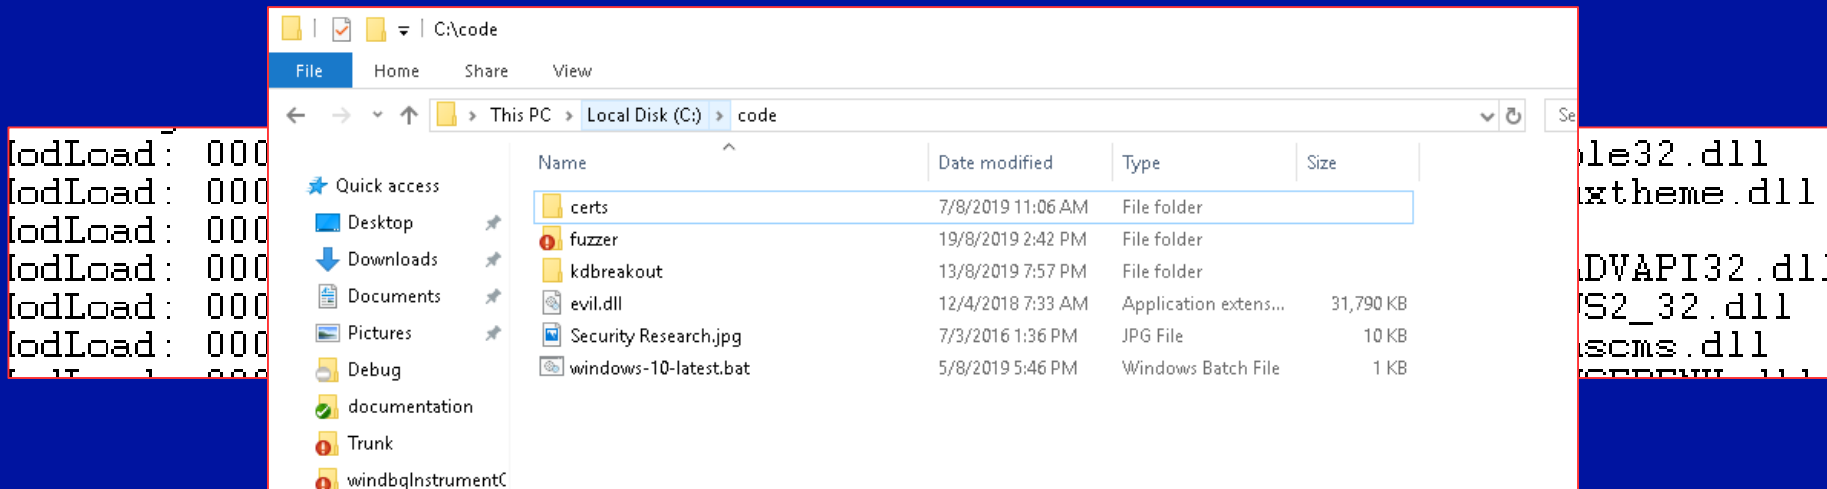 C:\code
File Home Share View
This PC > Local Disk (C:) > code Se
Name Date modified Type Size
Quick access
Desktop
Downloads
Documents
Pictures
Debug
documentation
Trunk
certs 7/8/2019 11:06 AM File folder
fuzzer 19/8/2019 2:42 PM File folder
kdbreakout 13/8/2019 7:57 PM File folder
evil.dll 12/4/2018 7:33 AM Application extens... 31,790 KB
Security Research.jpg 7/3/2016 1:36 PM JPG File 10 KB
windows-10-latest.bat 5/8/2019 5:46 PM Windows Batch File 1 KB
odLoad: 000
odLoad: 000
odLoad: 000
odLoad: 000
odLoad: 000
odLoad: 000
ole32.dll
xtheme.dll
DVAPI32.dll
S2_32.dll
scms.dll